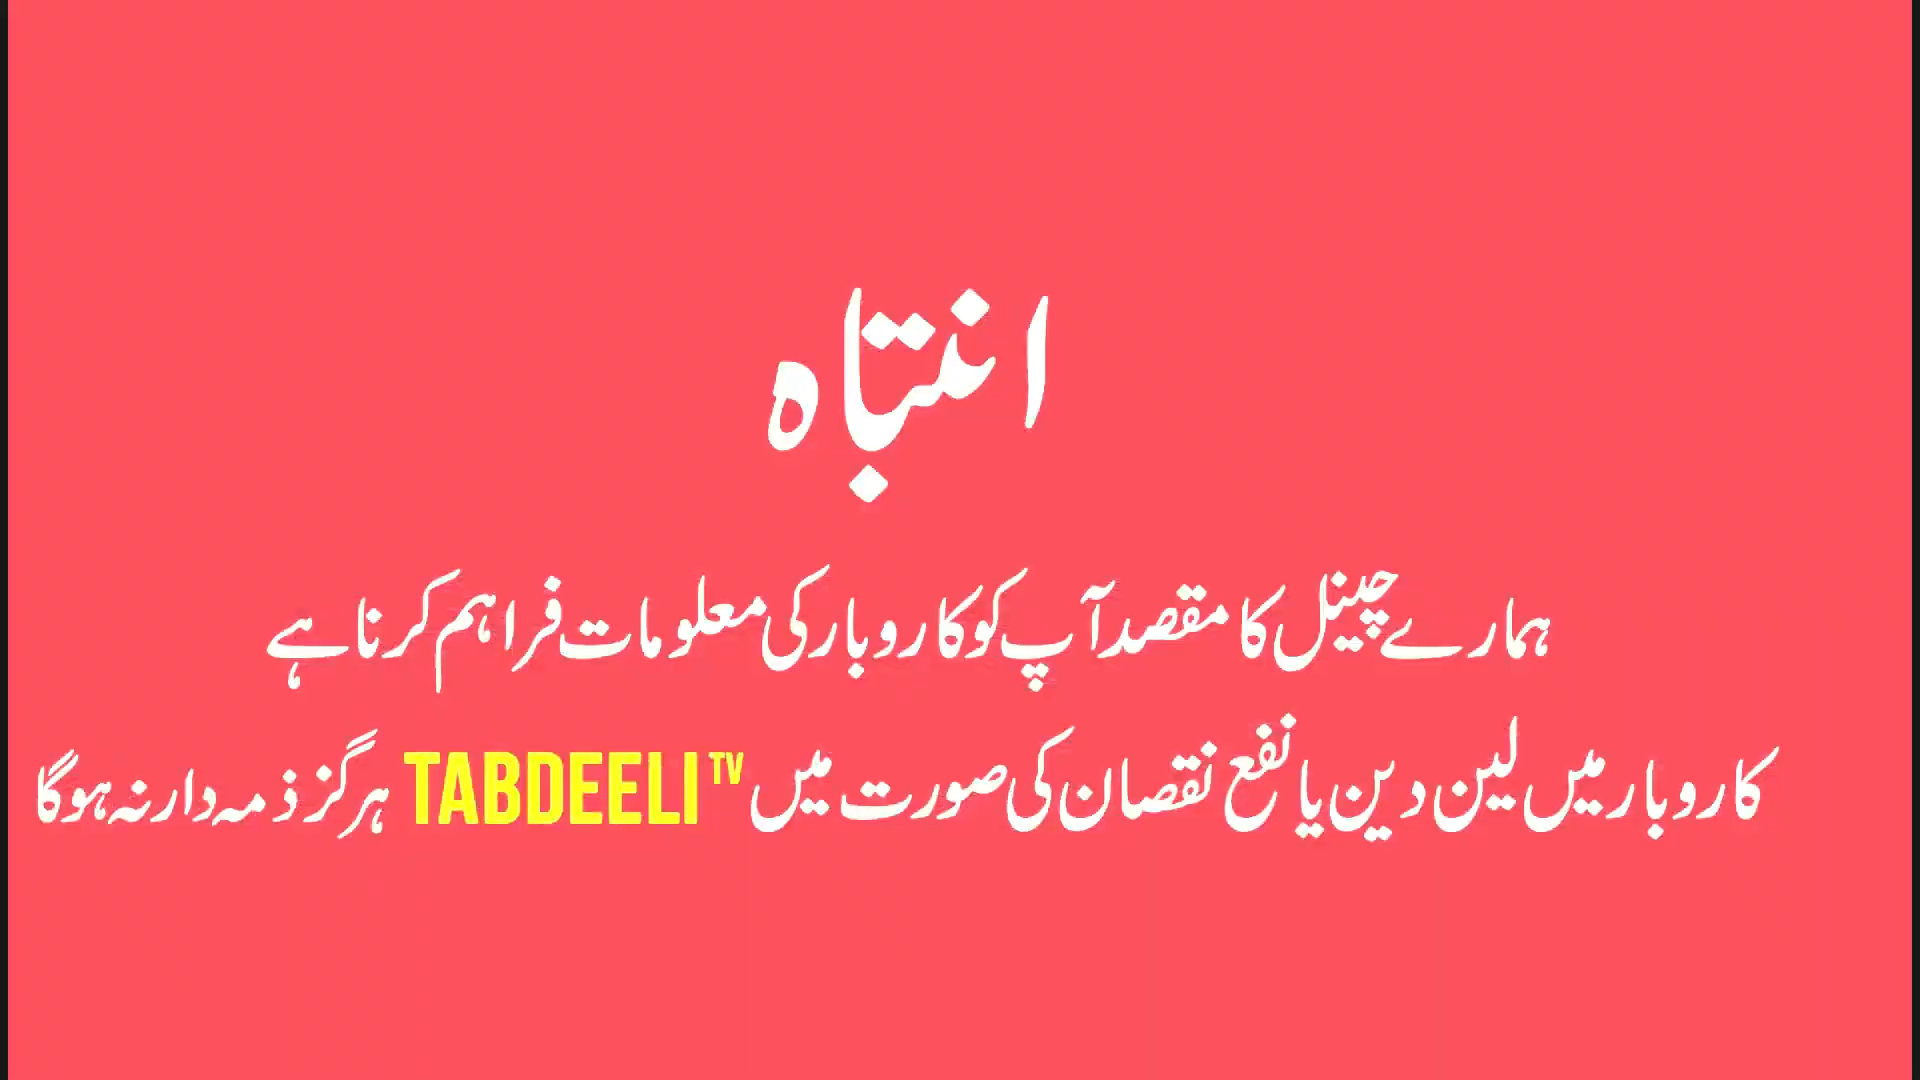 انتباہ
ہمارے چینل کا مقصد آپ کو کاروبار کی معلومات فراہم کرنا ہے
کاروبار میں لین دین یا نفع نقصان کی صورت میں TABDEELI TV ہرگز ذمہ دار نہ ہوگا